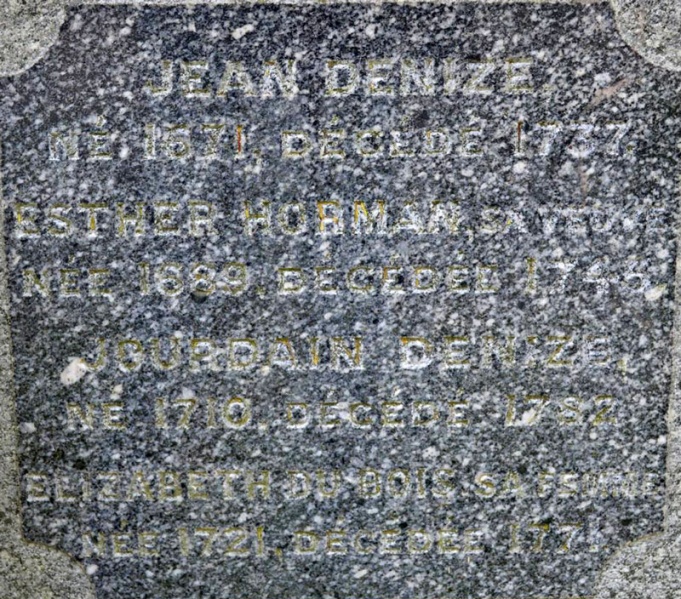 JEAN DENIZE
NÉ 1671, DÉCÉDÉ 1737.
ESTHER HORMAN, SA VEUVE
NÉE 1689, DÉCÉDÉE
JOURDAIN DENIZE,
NÉ 1710, DÉCÉDÉ
ELIZABETH DU BOIS, SA FEMME
NÉE 1721, DÉCÉDÉE